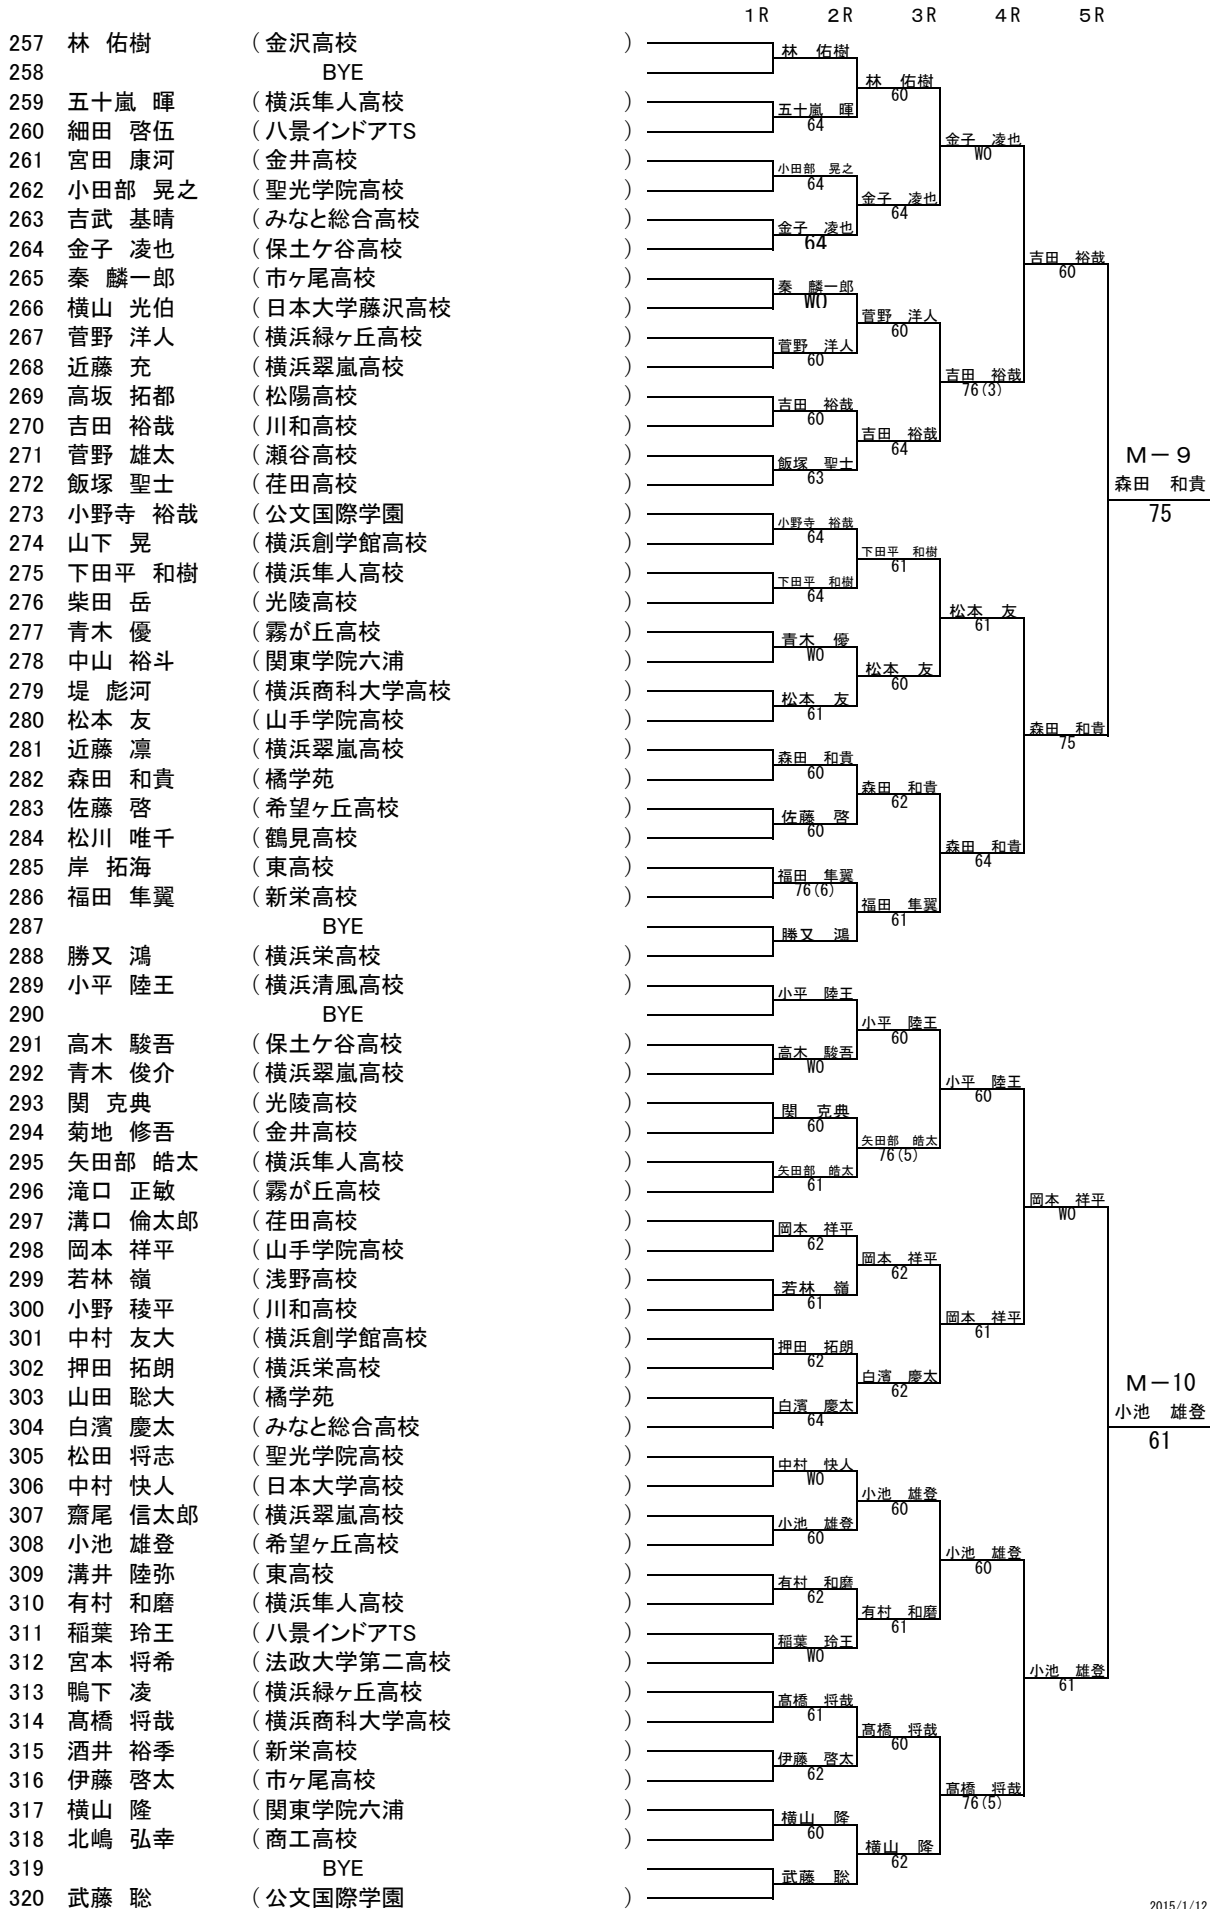 1R 2R 3R 4R 5R
257 林 佑樹 (金沢高校 )
258 BYE
259 五十嵐 暉 (横浜隼人高校 )
260 細田 啓伍 (八景インドアTS )
261 宮田 康河 (金井高校 )
262 小田部 晃之 (聖光学院高校 )
263 吉武 基晴 (みなと総合高校 )
264 金子 凌也 (保土ケ谷高校 )
265 秦 麟一郎 (市ヶ尾高校 )
266 横山 光伯 (日本大学藤沢高校 )
267 菅野 洋人 (横浜緑ヶ丘高校 )
268 近藤 充 (横浜翠嵐高校 )
269 高坂 拓都 (松陽高校 )
270 吉田 裕哉 (川和高校 )
271 菅野 雄太 (瀬谷高校 )
272 飯塚 聖士 (荏田高校 )
273 小野寺 裕哉 (公文国際学園 )
274 山下 晃 (横浜創学館高校 )
275 下田平 和樹 (横浜隼人高校 )
276 柴田 岳 (光陵高校 )
277 青木 優 (霧が丘高校 )
278 中山 裕斗 (関東学院六浦 )
279 堤 彪河 (横浜商科大学高校 )
280 松本 友 (山手学院高校 )
281 近藤 凛 (横浜翠嵐高校 )
282 森田 和貴 (橘学苑 )
283 佐藤 啓 (希望ヶ丘高校 )
284 松川 唯千 (鶴見高校 )
285 岸 拓海 (東高校 )
286 福田 隼翼 (新栄高校 )
287 BYE
288 勝又 鴻 (横浜栄高校 )
289 小平 陸王 (横浜清風高校 )
290 BYE
291 高木 駿吾 (保土ケ谷高校 )
292 青木 俊介 (横浜翠嵐高校 )
293 関 克典 (光陵高校 )
294 菊地 修吾 (金井高校 )
295 矢田部 皓太 (横浜隼人高校 )
296 滝口 正敏 (霧が丘高校 )
297 溝口 倫太郎 (荏田高校 )
298 岡本 祥平 (山手学院高校 )
299 若林 嶺 (浅野高校 )
300 小野 稜平 (川和高校 )
301 中村 友大 (横浜創学館高校 )
302 押田 拓朗 (横浜栄高校 )
303 山田 聡大 (橘学苑 )
304 白濱 慶太 (みなと総合高校 )
305 松田 将志 (聖光学院高校 )
306 中村 快人 (日本大学高校 )
307 齋尾 信太郎 (横浜翠嵐高校 )
308 小池 雄登 (希望ヶ丘高校 )
309 溝井 陸弥 (東高校 )
310 有村 和磨 (横浜隼人高校 )
311 稲葉 玲王 (八景インドアTS )
312 宮本 将希 (法政大学第二高校 )
313 鴨下 凌 (横浜緑ヶ丘高校 )
314 髙橋 将哉 (横浜商科大学高校 )
315 酒井 裕季 (新栄高校 )
316 伊藤 啓太 (市ヶ尾高校 )
317 横山 隆 (関東学院六浦 )
318 北嶋 弘幸 (商工高校 )
319 BYE
320 武藤 聡 (公文国際学園 )
林 佑樹
五十嵐 暉
64
小田部 晃之
64
金子 凌也
64
秦 麟一郎
WO
菅野 洋人
60
吉田 裕哉
60
飯塚 聖士
63
小野寺 裕哉
64
下田平 和樹
64
青木 優
WO
松本 友
61
森田 和貴
60
佐藤 啓
60
福田 隼翼
76(6)
勝又 鴻
小平 陸王
高木 駿吾
WO
関 克典
60
矢田部 皓太
61
岡本 祥平
62
若林 嶺
61
押田 拓朗
62
白濱 慶太
64
中村 快人
WO
小池 雄登
60
有村 和磨
62
稲葉 玲王
WO
髙橋 将哉
61
伊藤 啓太
62
横山 隆
60
武藤 聡
林 佑樹
60
金子 凌也
64
菅野 洋人
60
吉田 裕哉
64
下田平 和樹
61
松本 友
60
森田 和貴
62
福田 隼翼
61
小平 陸王
60
矢田部 皓太
76(5)
岡本 祥平
62
白濱 慶太
62
小池 雄登
60
有村 和磨
61
髙橋 将哉
60
横山 隆
62
金子 凌也
WO
吉田 裕哉
76(3)
松本 友
61
森田 和貴
64
小平 陸王
60
岡本 祥平
61
小池 雄登
60
髙橋 将哉
76(5)
吉田 裕哉
60
森田 和貴
75
岡本 祥平
WO
小池 雄登
61
M-9
森田 和貴
75
M-10
小池 雄登
61
2015/1/12